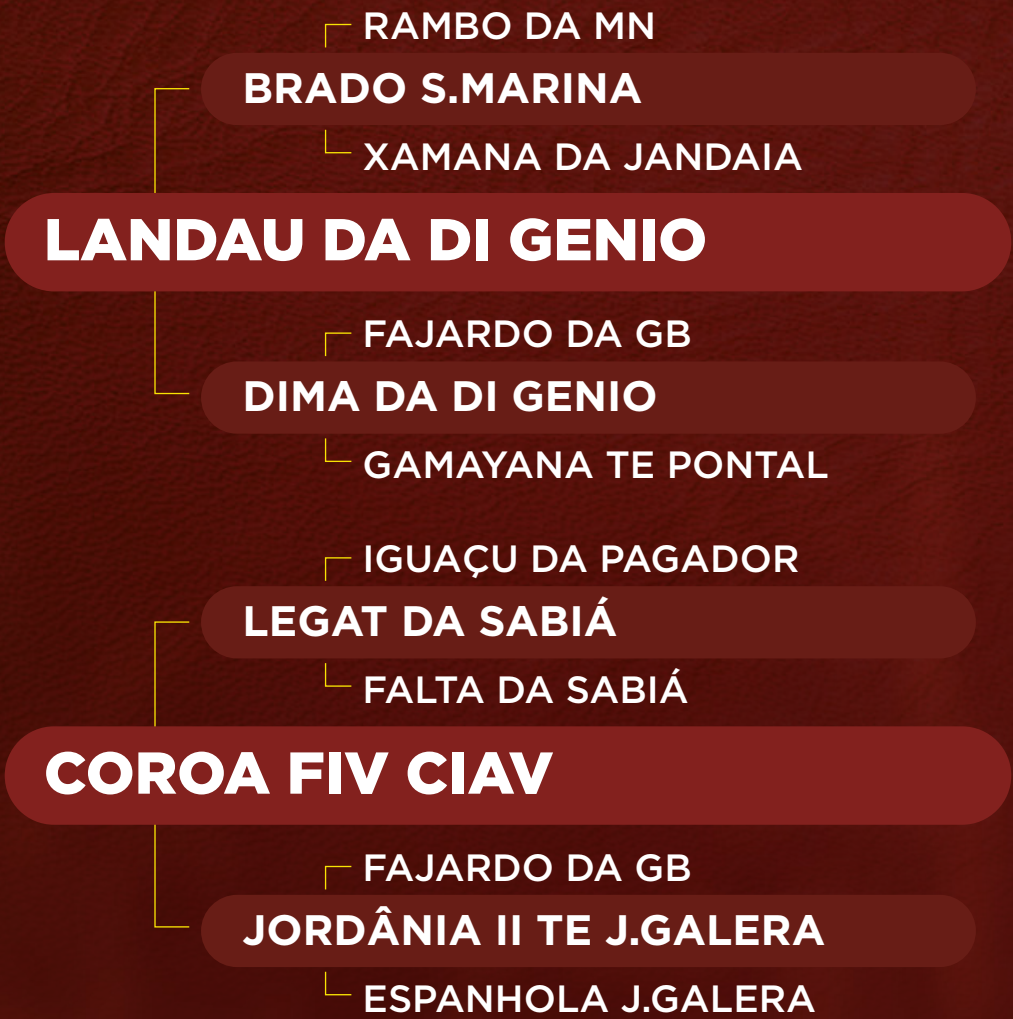 RAMBO DA MN
BRADO S.MARINA
XAMANA DA JANDAIA
LANDAU DA DI GENIO
FAJARDO DA GB
DIMA DA DI GENIO
GAMAYANA TE PONTAL
IGUAÇU DA PAGADOR
LEGAT DA SABIÁ
FALTA DA SABIÁ
COROA FIV CIAV
FAJARDO DA GB
JORDÂNIA II TE J.GALERA
ESPANHOLA J.GALERA